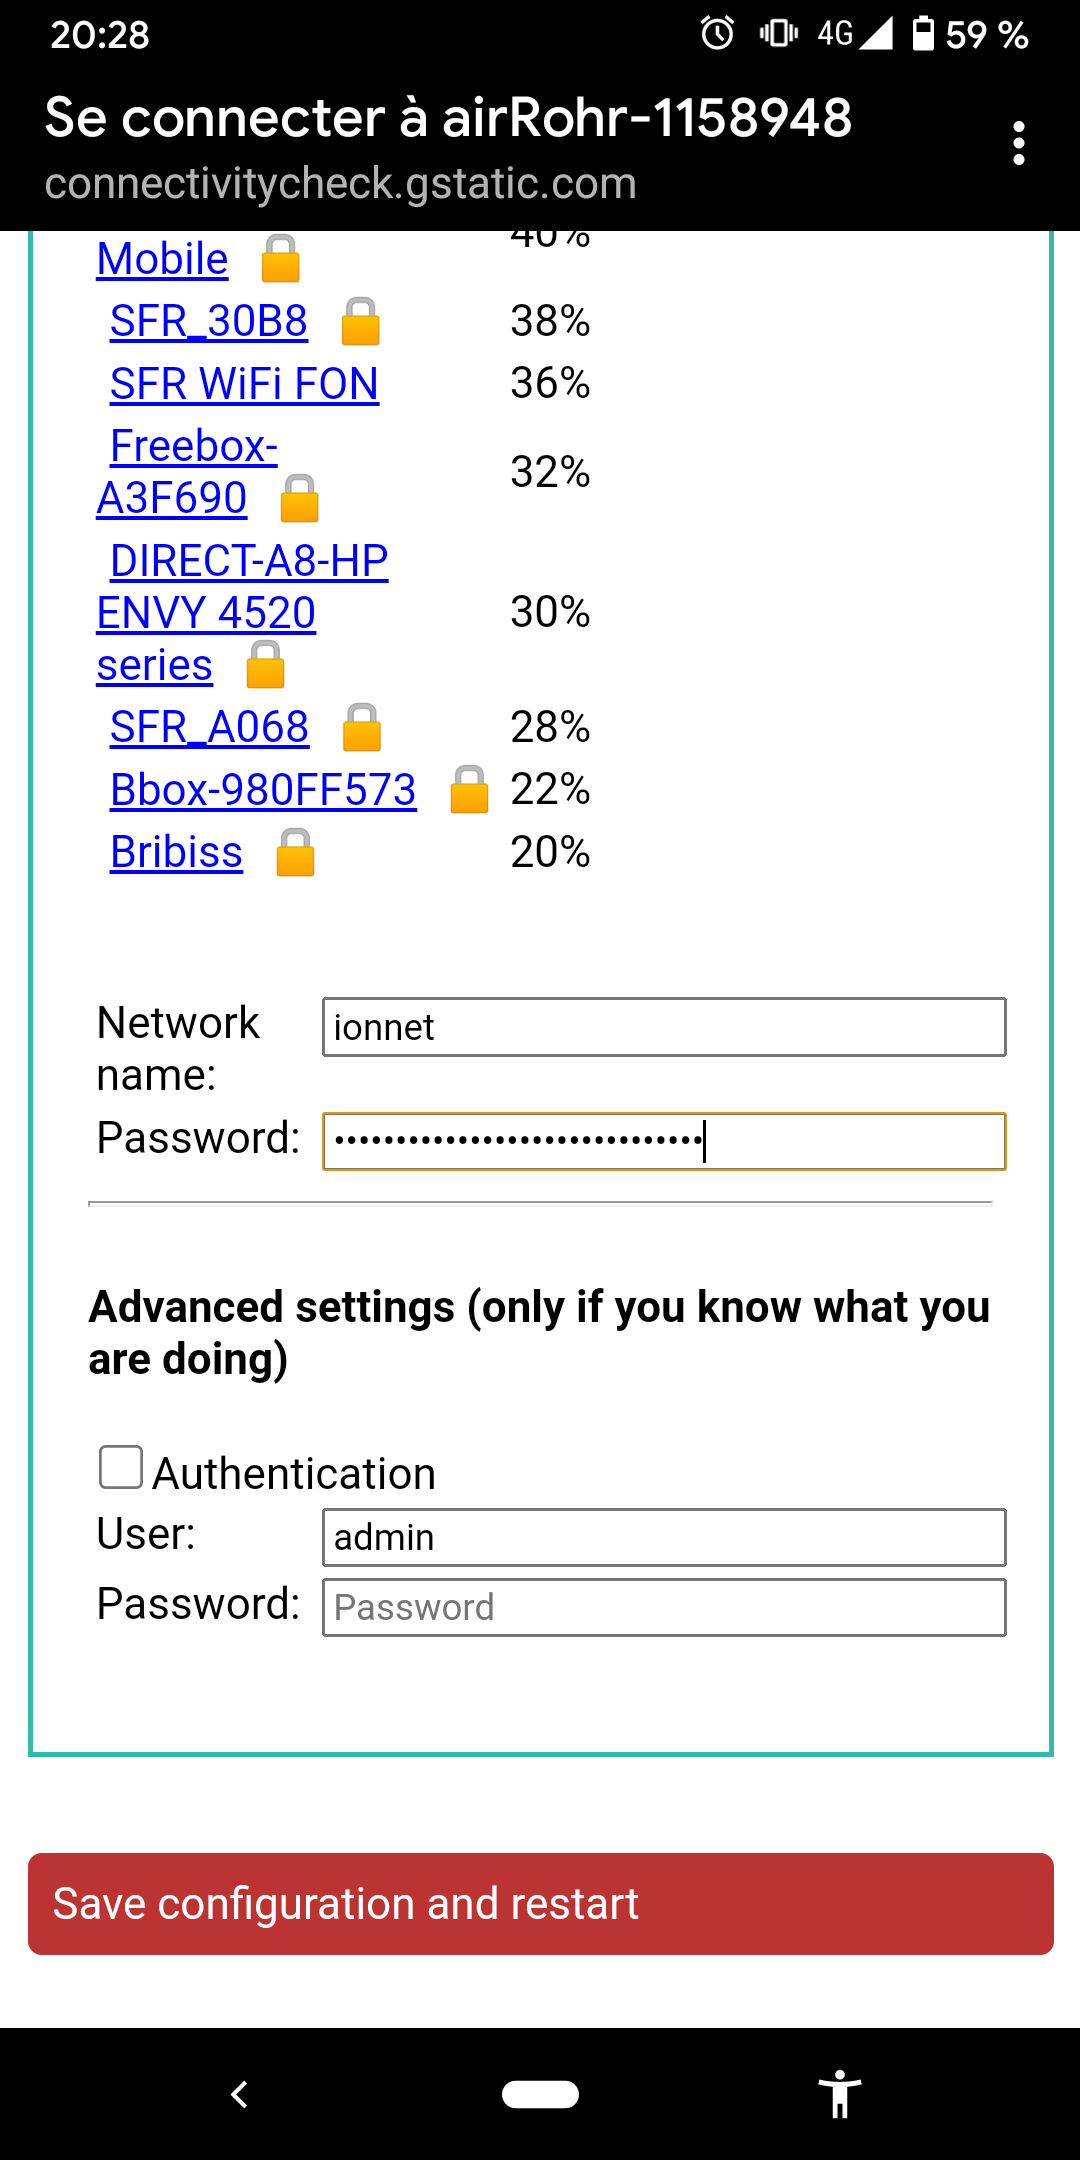 20:28 4G 59 %
Se connecter à airRohr-1158948
connectivitycheck.gstatic.com
40%
Mobile
SFR_30B8 38%
SFR WiFi FON 36%
Freebox-
A3F690 32%
DIRECT-A8-HP
ENVY 4520 30%
series
SFR_A068 28%
Bbox-980FF573 22%
Bribiss 20%
Network ionnet
name:
Password: ••••••••••••••••••••••••••••••
Advanced settings (only if you know what you
are doing)
Authentication
User: admin
Password: Password
Save configuration and restart